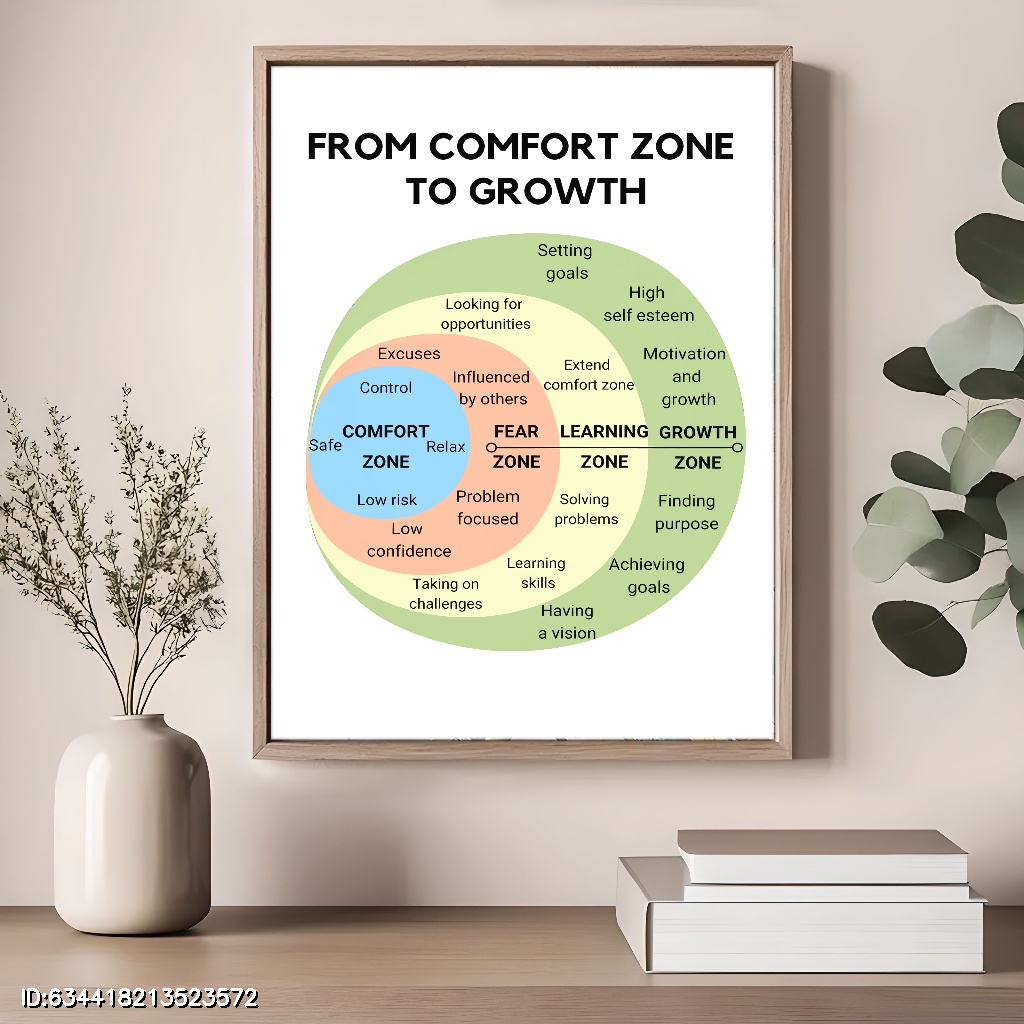 FROM COMFORT ZONE
TO GROWTH
Setting
goals
High
self esteem
Looking for
opportunities
Motivation
and
growth
Excuses
Extend
comfort zone
Influenced
by others
Control
COMFORT
ZONE
Safe
Relax
FEAR
ZONE
LEARNING
ZONE
GROWTH
ZONE
Low risk
Problem
focused
Solving
problems
Finding
purpose
Low
confidence
Learning
skills
Achieving
goals
Taking on
challenges
Having
a vision
ID:634418213523572